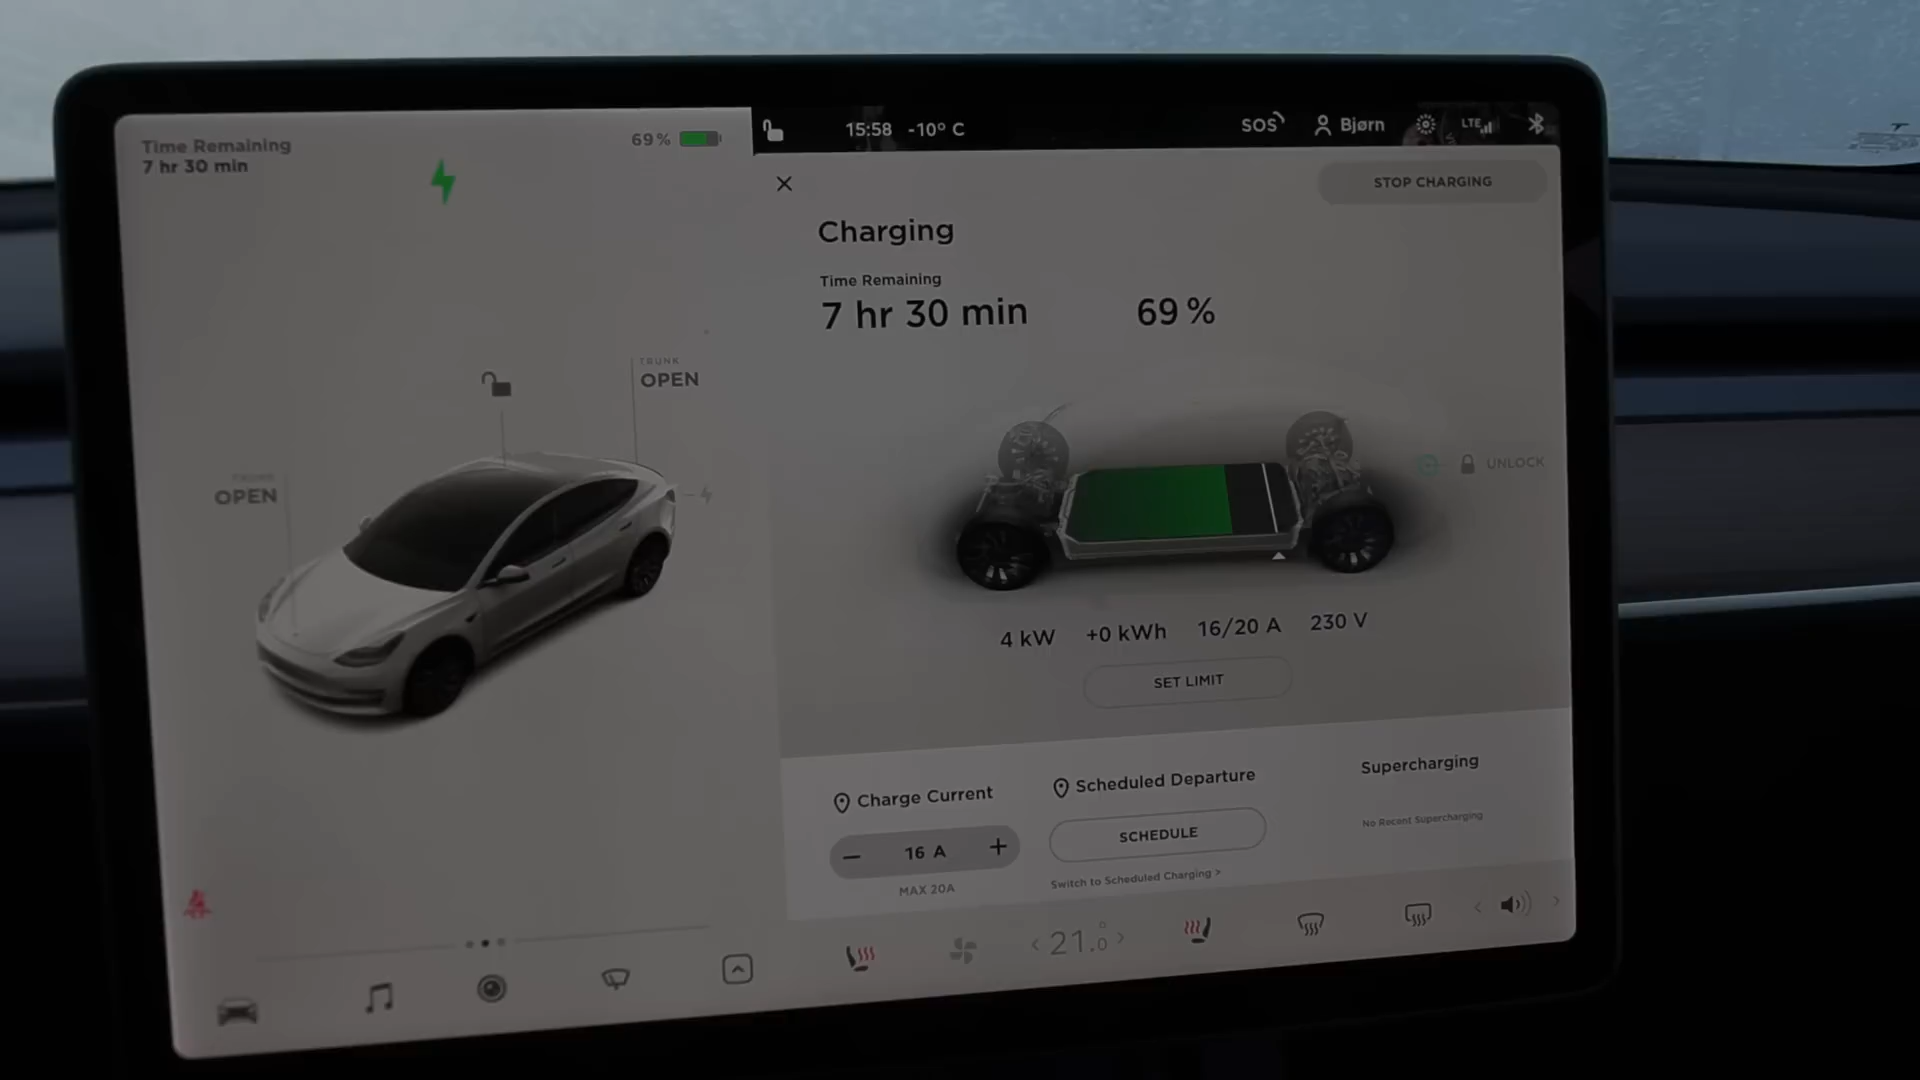 Time Remaining
7 hr 30 min
69 %
TRUNK
OPEN
OPEN
15:58 -10° C
SOS
Bjørn
LTE
STOP CHARGING
Charging
Time Remaining
7 hr 30 min
69 %
UNLOCK
4 kW +0 kWh 16/20 A 230 V
SET LIMIT
Charge Current
− 16 A +
MAX 20A
Scheduled Departure
SCHEDULE
Switch to Scheduled Charging >
Supercharging
No Recent Supercharging
< 21.0° >